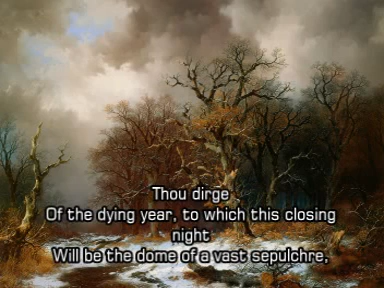 Thou dirge
Of the dying year, to which this closing
night
Will be the dome of a vast sepulchre,